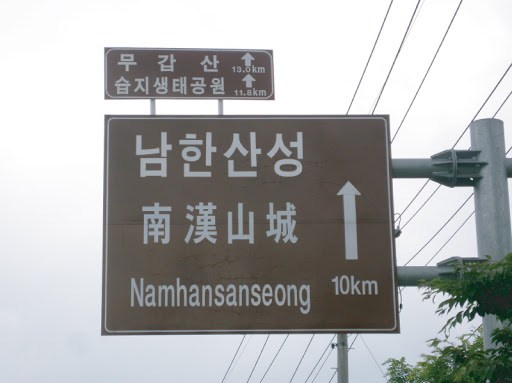 무갑산 13.0km
습지생태공원 11.8km
남한산성
南漢山城
Namhansanseong 10km